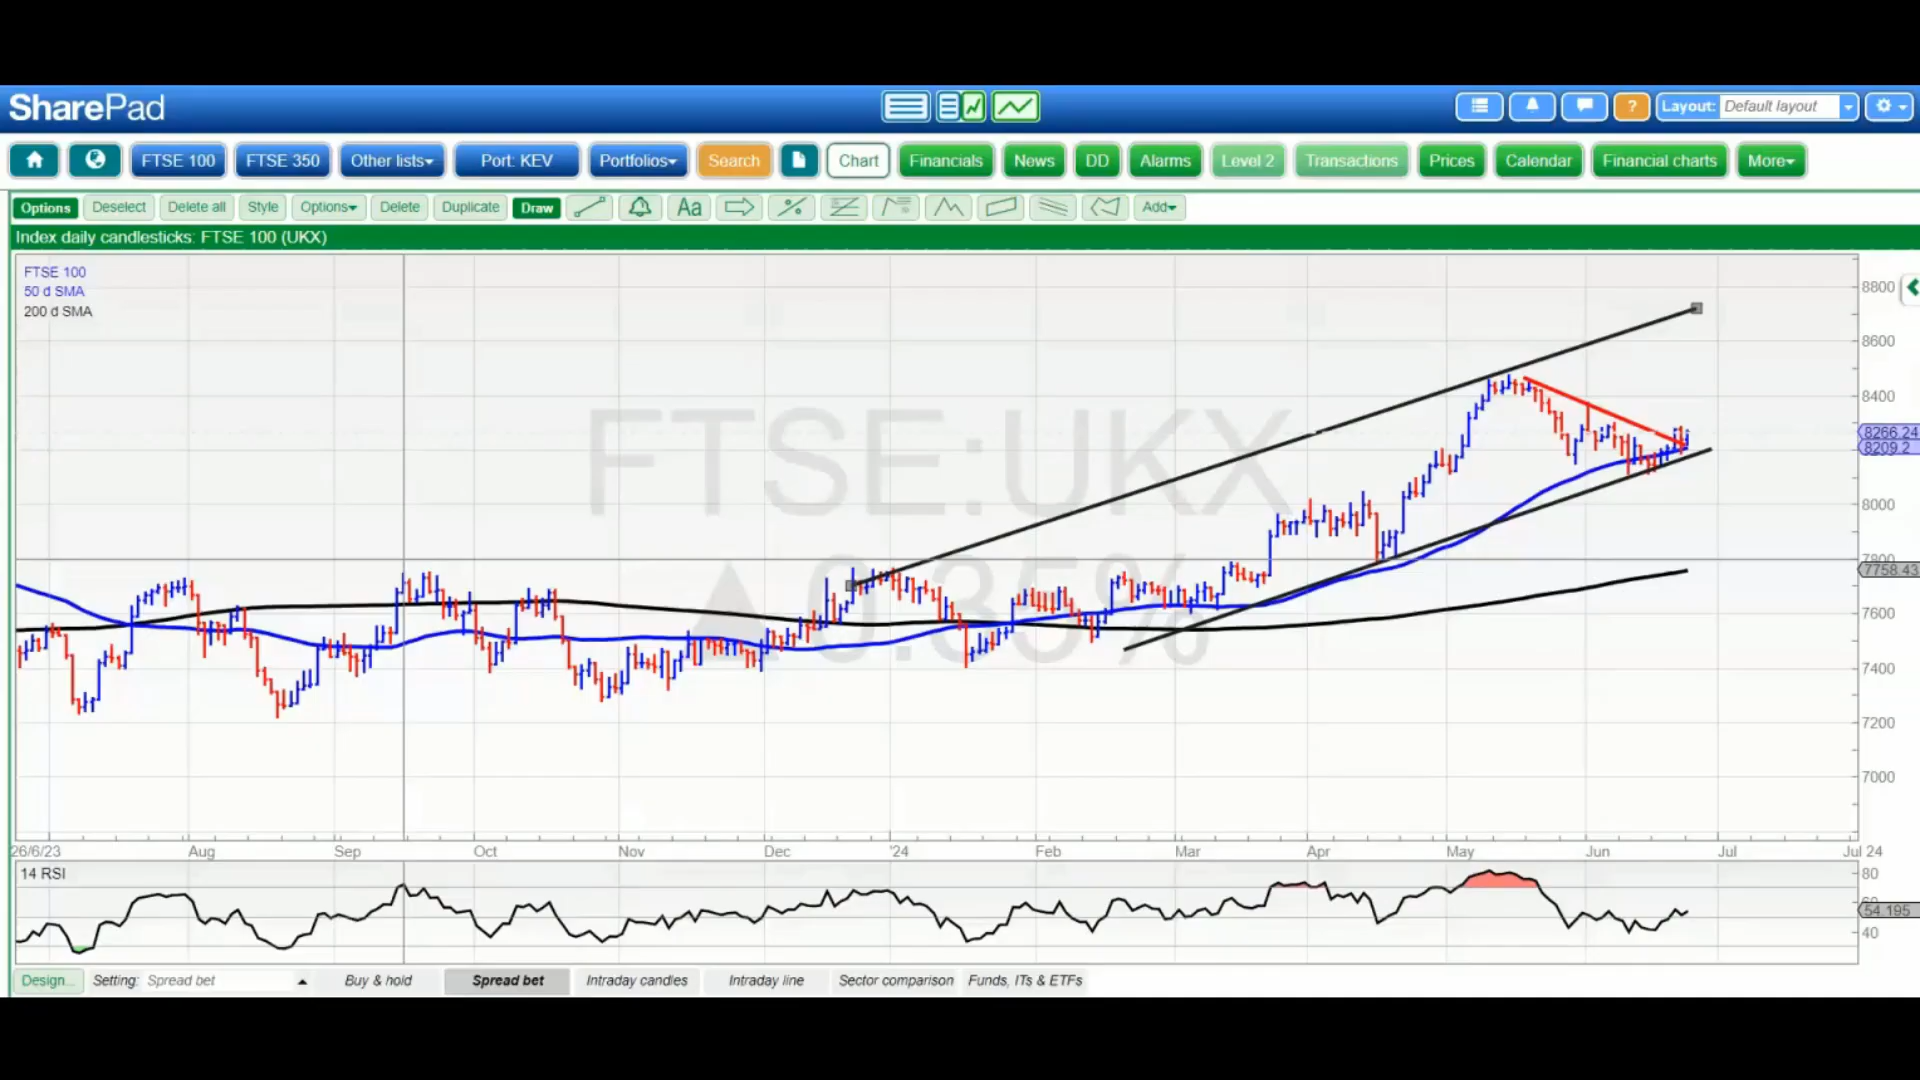 SharePad
Layout: Default layout
FTSE 100 FTSE 350 Other lists Port: KEV Portfolios Search Chart Financials News DD Alarms Level 2 Transactions Prices Calendar Financial charts More
Options Deselect Delete all Style Options Delete Duplicate Draw Aa Add
Index daily candlesticks: FTSE 100 (UKX)
FTSE 100
50 d SMA
200 d SMA
FTSE:UKX
▲0.35%
8800
8600
8400
8266.24
8209.2
8000
7800
7758.43
7600
7400
7200
7000
26/6/23 Aug Sep Oct Nov Dec '24 Feb Mar Apr May Jun Jul Jul 24
14 RSI
80
54.195
40
Design... Setting: Spread bet Buy & hold Spread bet Intraday candles Intraday line Sector comparison Funds, ITs & ETFs